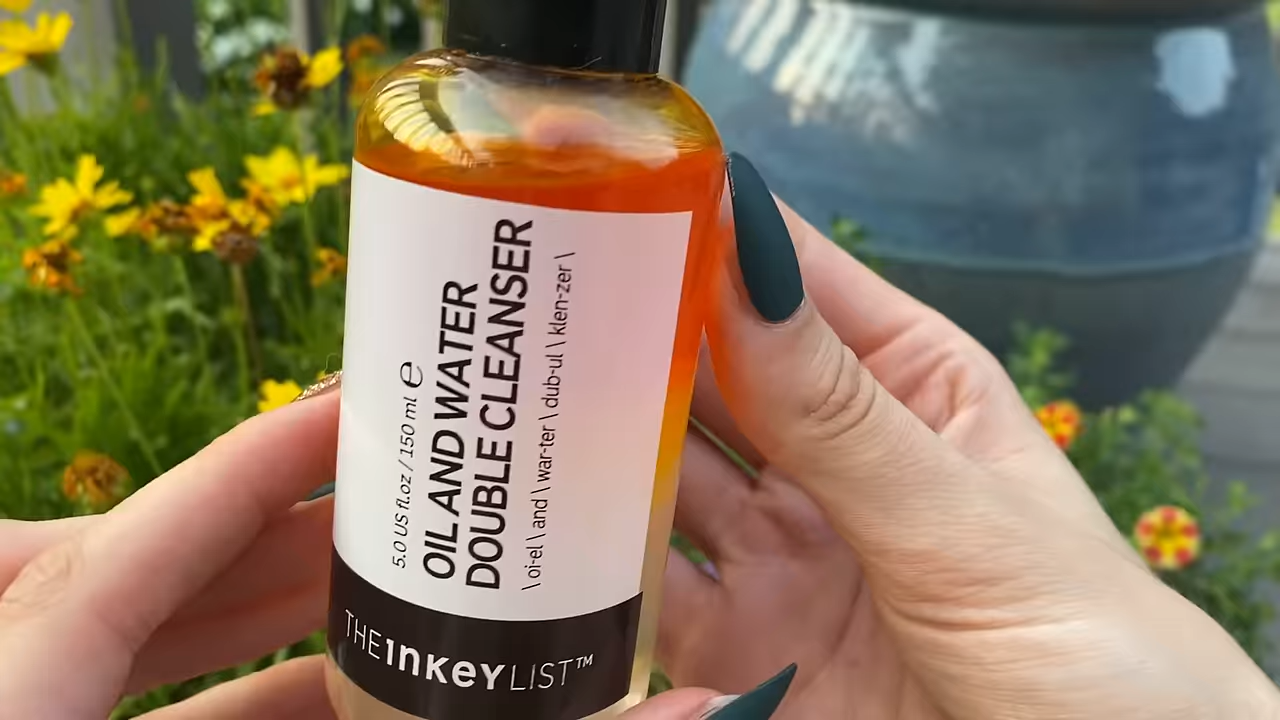 5.0 US fl.oz / 150 ml ℮
OIL AND WATER
DOUBLE CLEANSER
\ oi-el \ and \ war-ter \ dub-ul \ klen-zer \
THE INKEY LIST™